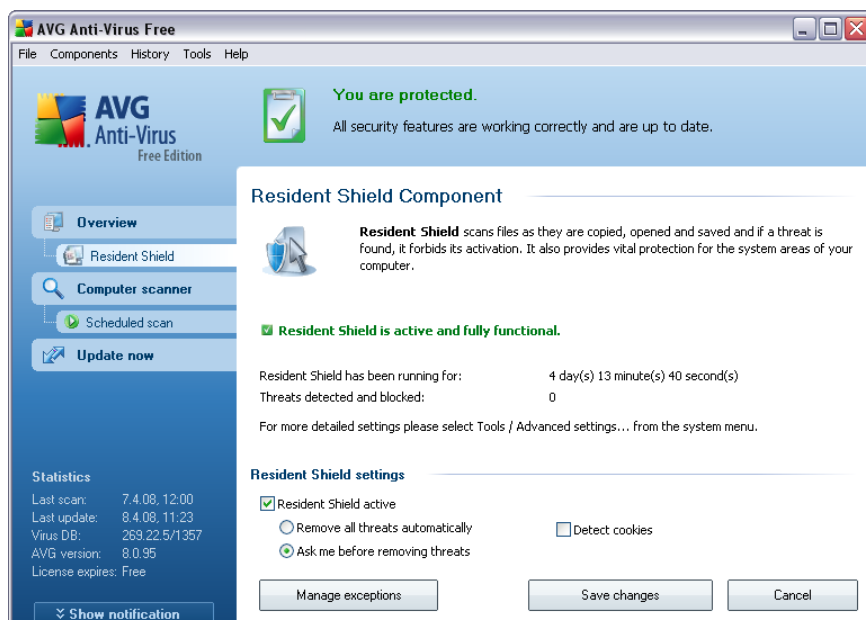 AVG Anti-Virus Free
File Components History Tools Help
AVG
Anti-Virus
Free Edition
You are protected.
All security features are working correctly and are up to date.
Overview
Resident Shield
Computer scanner
Scheduled scan
Update now
Resident Shield Component
Resident Shield scans files as they are copied, opened and saved and if a threat is
found, it forbids its activation. It also provides vital protection for the system areas of your
computer.
Resident Shield is active and fully functional.
Resident Shield has been running for: 4 day(s) 13 minute(s) 40 second(s)
Threats detected and blocked: 0
For more detailed settings please select Tools / Advanced settings... from the system menu.
Statistics
Last scan: 7.4.08, 12:00
Last update: 8.4.08, 11:23
Virus DB: 269.22.5/1357
AVG version: 8.0.95
License expires: Free
Show notification
Resident Shield settings
Resident Shield active
Remove all threats automatically
Detect cookies
Ask me before removing threats
Manage exceptions
Save changes
Cancel